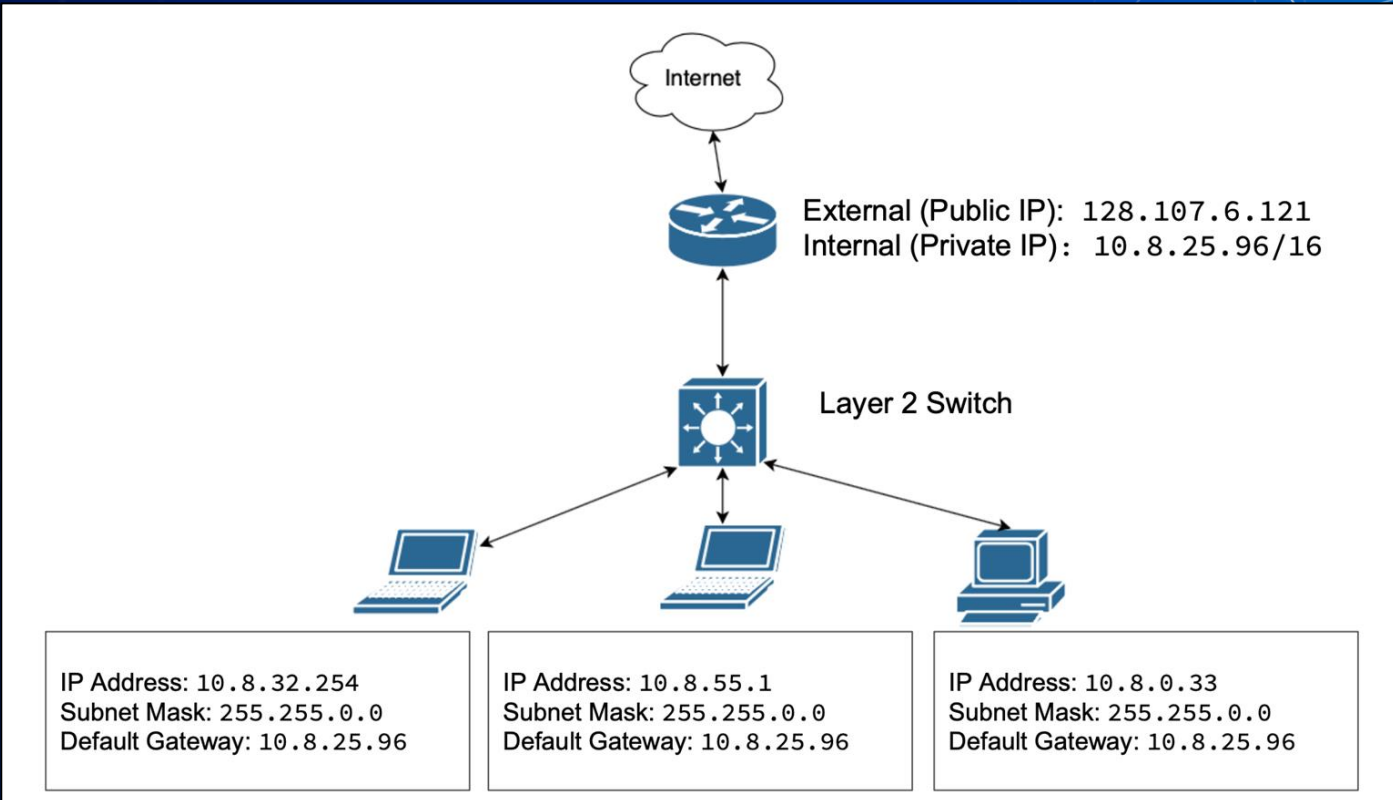 Internet
External (Public IP): 128.107.6.121
Internal (Private IP): 10.8.25.96/16
Layer 2 Switch
IP Address: 10.8.32.254
Subnet Mask: 255.255.0.0
Default Gateway: 10.8.25.96
IP Address: 10.8.55.1
Subnet Mask: 255.255.0.0
Default Gateway: 10.8.25.96
IP Address: 10.8.0.33
Subnet Mask: 255.255.0.0
Default Gateway: 10.8.25.96